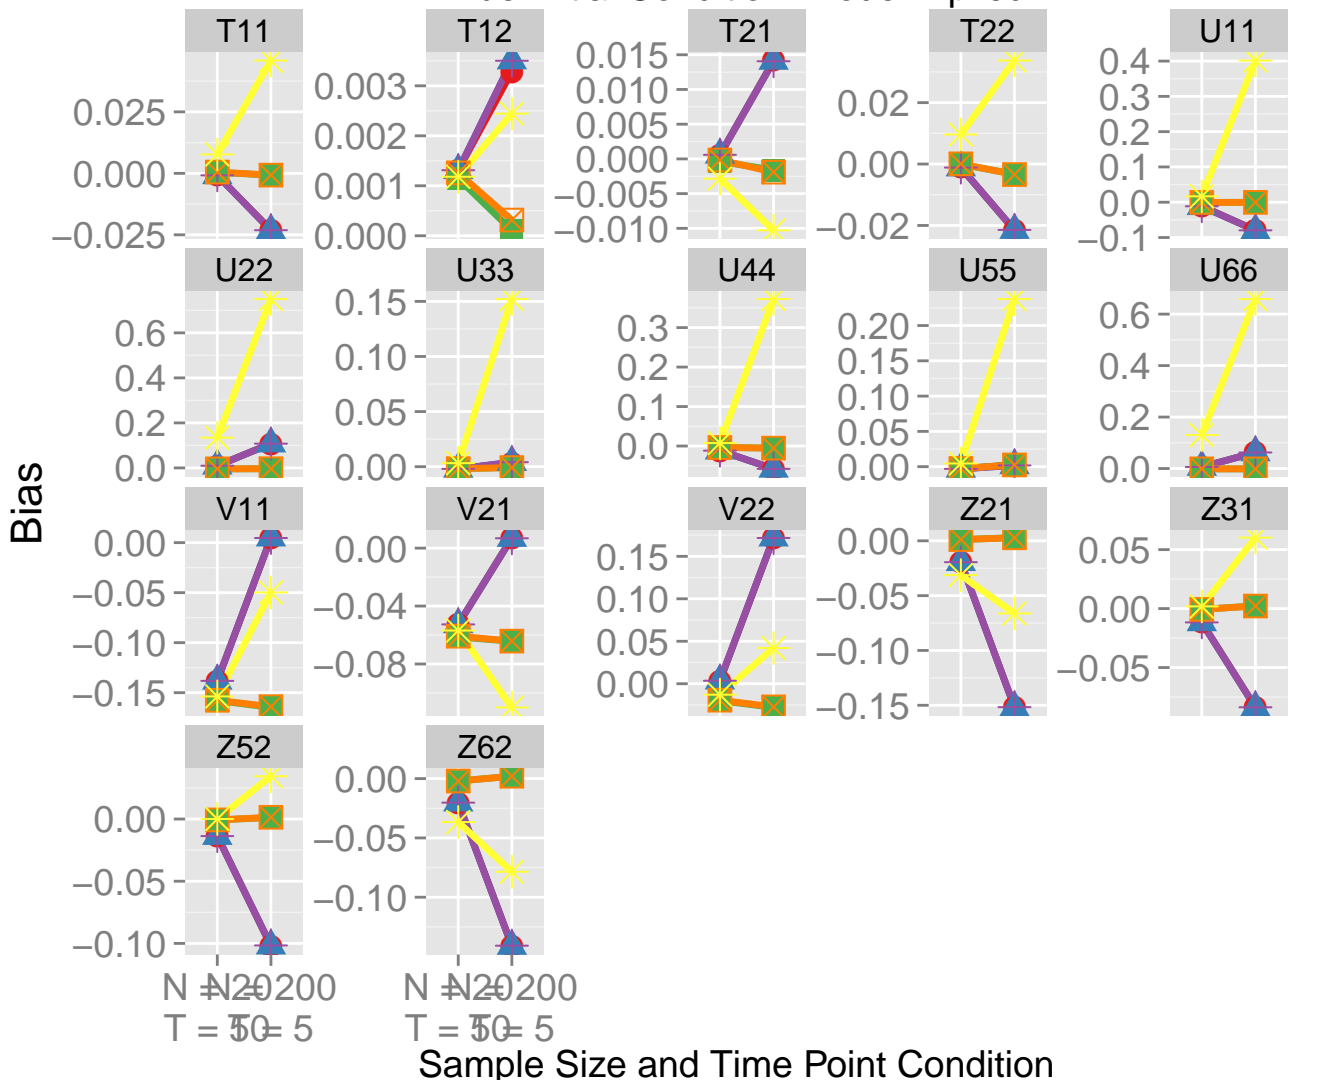 T11 T12 T21 T22 U11
0.025 0.000 −0.025
0.003 0.002 0.001 0.000
0.015 0.010 0.005 0.000 −0.005 −0.010
0.02 0.00 −0.02
0.4 0.3 0.2 0.1 0.0 −0.1
U22 U33 U44 U55 U66
0.6 0.4 0.2 0.0
0.15 0.10 0.05 0.00
0.3 0.2 0.1 0.0
0.20 0.15 0.10 0.05 0.00
0.6 0.4 0.2 0.0
Bias
V11 V21 V22 Z21 Z31
0.00 −0.05 −0.10 −0.15
0.00 −0.04 −0.08
0.15 0.10 0.05 0.00
0.00 −0.05 −0.10 −0.15
0.05 0.00 −0.05
Z52 Z62
0.00 −0.05 −0.10
0.00 −0.05 −0.10
Sample Size and Time Point Condition